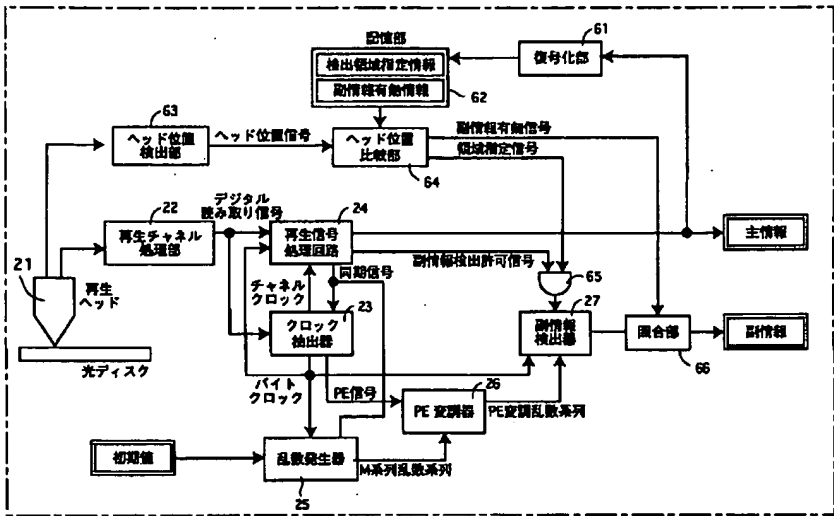 記憶部
検出領域指定情報
副情報有無情報
62
復号化部
61
63
ヘッド位置
検出部
ヘッド位置信号
ヘッド位置
比較部
64
副情報有無信号
領域指定信号
22
再生チャネル
処理部
デジタル
読み取り信号
24
再生信号
処理回路
主情報
副情報検出許可信号
65
21
再生
ヘッド
光ディスク
チャネル
クロック
同期信号
23
クロック
抽出器
27
副情報
検出器
照合部
66
副情報
バイト
クロック
PE信号
26
PE変調器
PE変調乱数系列
初期値
乱数発生器
25
M系列乱数系列